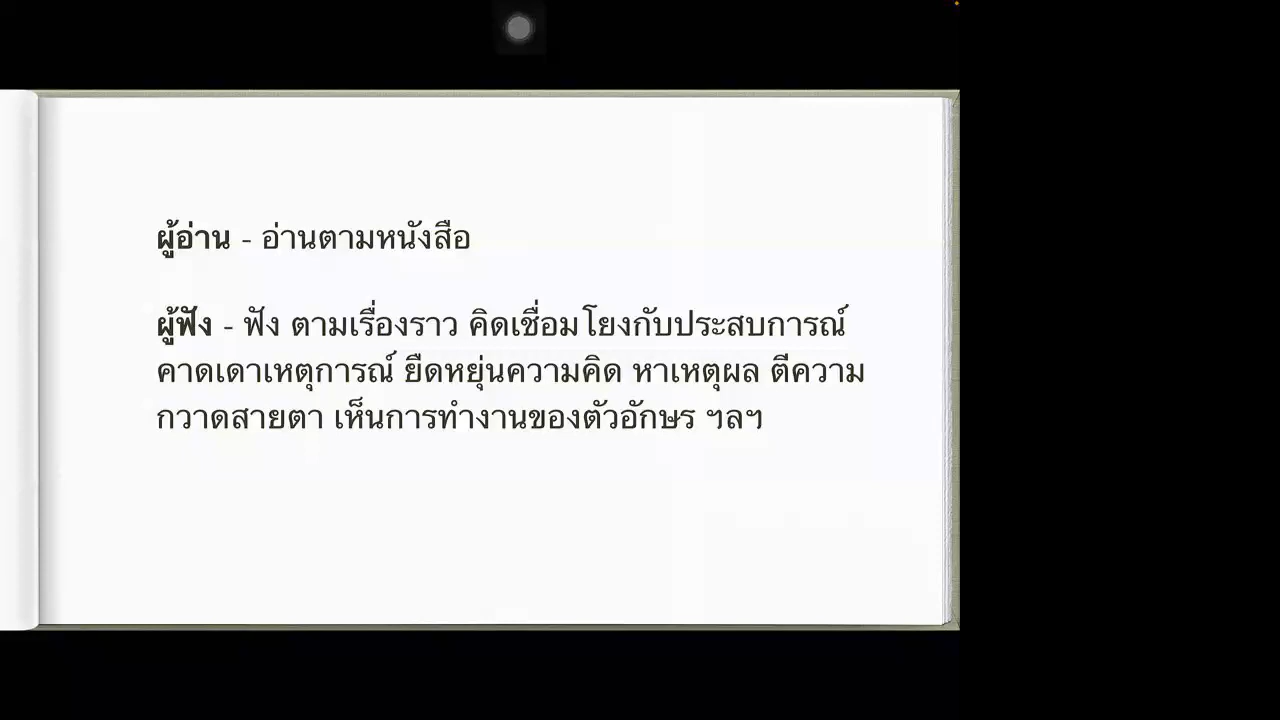 ผู้อ่าน - อ่านตามหนังสือ
ผู้ฟัง - ฟัง ตามเรื่องราว คิดเชื่อมโยงกับประสบการณ์
คาดเดาเหตุการณ์ ยืดหยุ่นความคิด หาเหตุผล ตีความ
กวาดสายตา เห็นการทำงานของตัวอักษร ฯลฯ